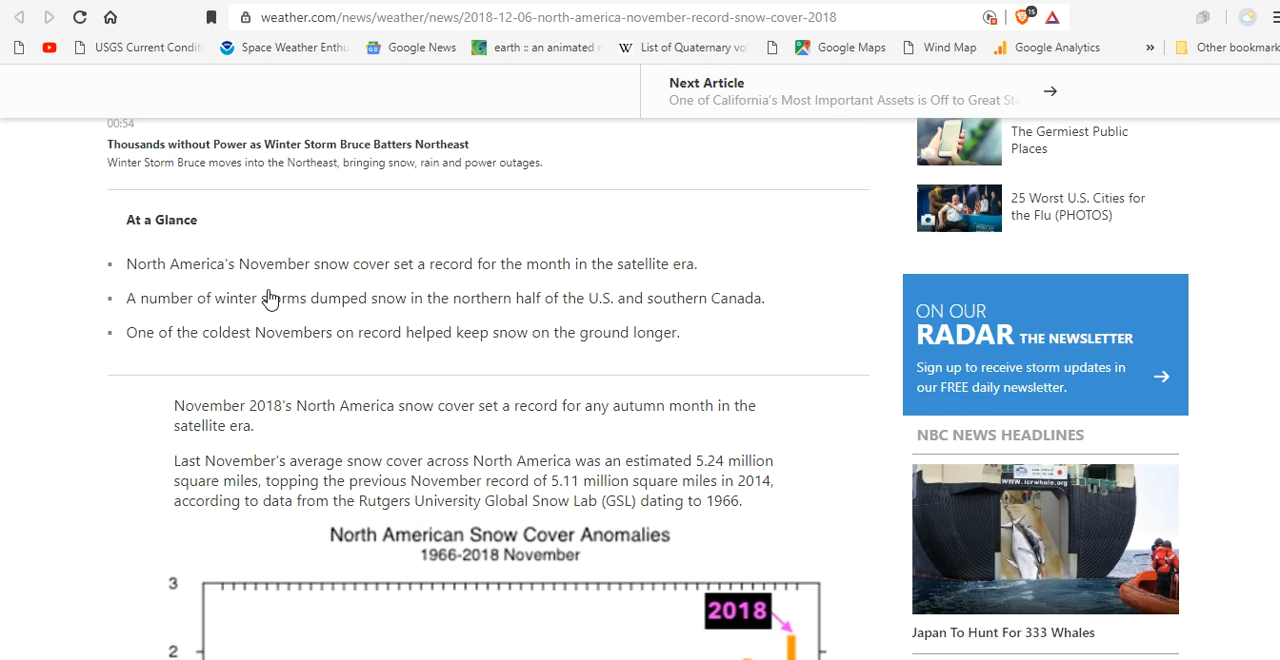 weather.com/news/weather/news/2018-12-06-north-america-november-record-snow-cover-2018
15
USGS Current Condit
Space Weather Enthu
Google News
earth :: an animated
W List of Quaternary vo
Google Maps
Wind Map
Google Analytics
»
Other bookmark
Next Article
One of California's Most Important Assets is Off to Great St
00:54
Thousands without Power as Winter Storm Bruce Batters Northeast
Winter Storm Bruce moves into the Northeast, bringing snow, rain and power outages.
At a Glance
North America's November snow cover set a record for the month in the satellite era.
A number of winter storms dumped snow in the northern half of the U.S. and southern Canada.
One of the coldest Novembers on record helped keep snow on the ground longer.
November 2018's North America snow cover set a record for any autumn month in the
satellite era.
Last November's average snow cover across North America was an estimated 5.24 million
square miles, topping the previous November record of 5.11 million square miles in 2014,
according to data from the Rutgers University Global Snow Lab (GSL) dating to 1966.
North American Snow Cover Anomalies
1966-2018 November
3
2018
2
The Germiest Public
Places
25 Worst U.S. Cities for
the Flu (PHOTOS)
ON OUR
RADAR THE NEWSLETTER
Sign up to receive storm updates in
our FREE daily newsletter.
NBC NEWS HEADLINES
www.icrwhale.org
Japan To Hunt For 333 Whales